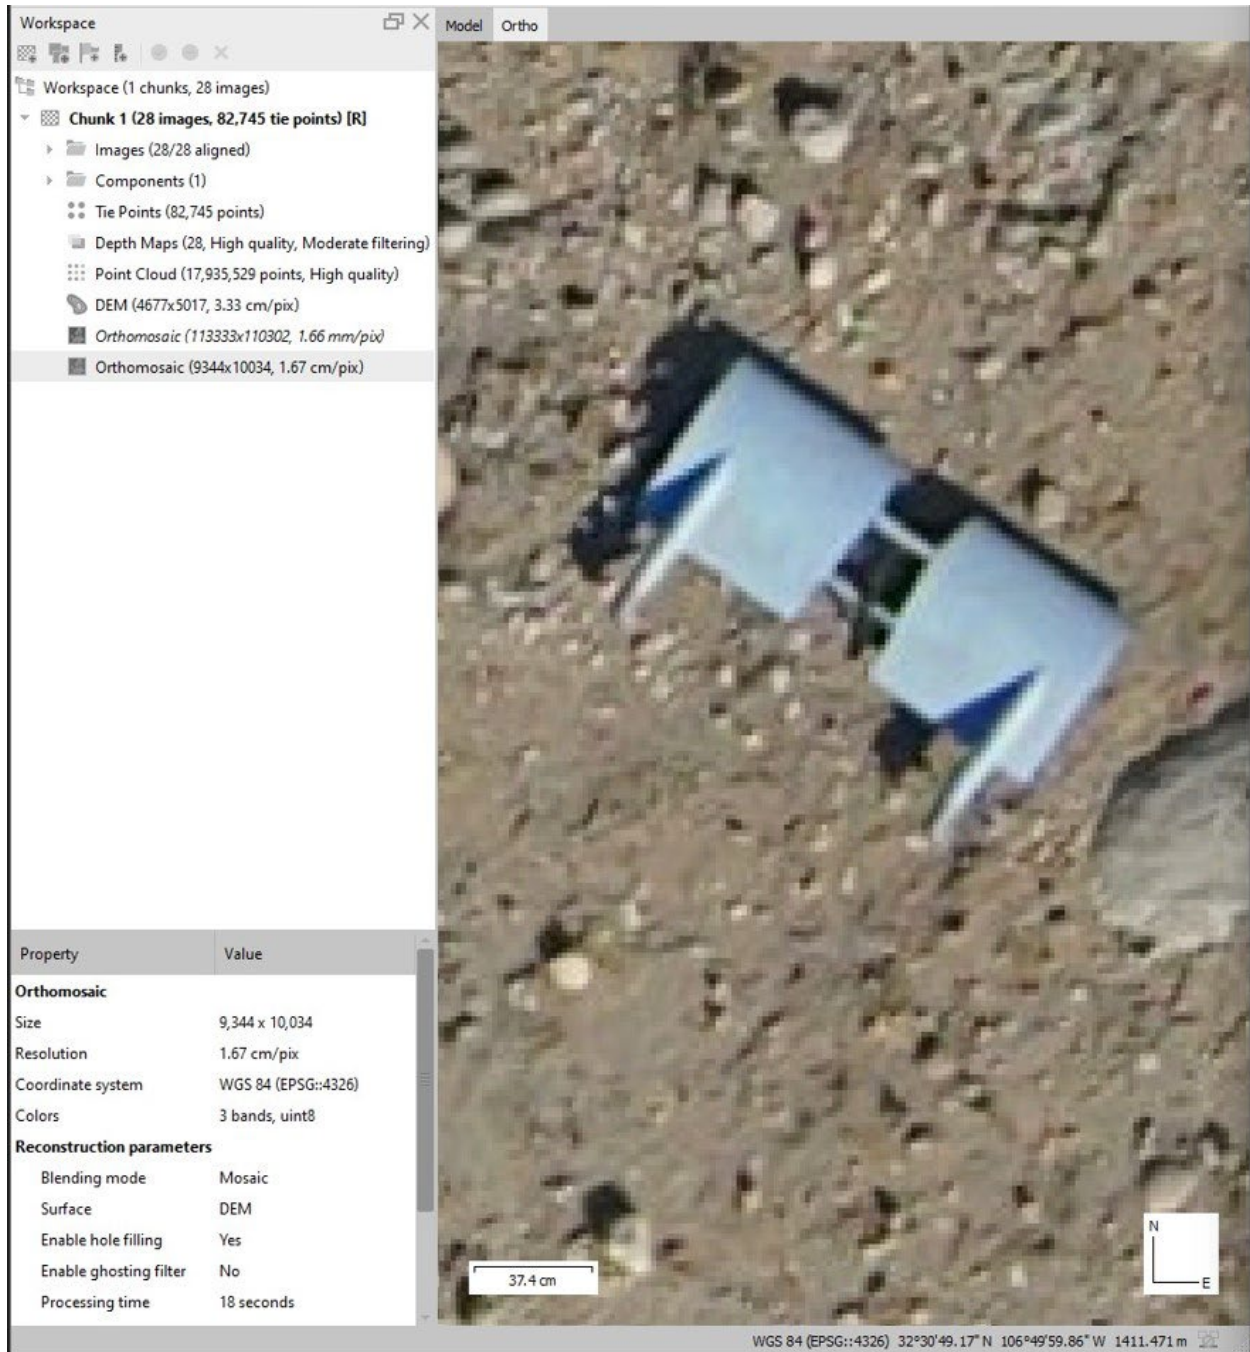 Workspace
Workspace (1 chunks, 28 images)
Chunk 1 (28 images, 82,745 tie points) [R]
Images (28/28 aligned)
Components (1)
Tie Points (82,745 points)
Depth Maps (28, High quality, Moderate filtering)
Point Cloud (17,935,529 points, High quality)
DEM (4677x5017, 3.33 cm/pix)
Orthomosaic (113333x110302, 1.66 mm/pix)
Orthomosaic (9344x10034, 1.67 cm/pix)
Property Value
Orthomosaic
Size 9,344 x 10,034
Resolution 1.67 cm/pix
Coordinate system WGS 84 (EPSG::4326)
Colors 3 bands, uint8
Reconstruction parameters
Blending mode Mosaic
Surface DEM
Enable hole filling Yes
Enable ghosting filter No
Processing time 18 seconds
Model Ortho
37.4 cm
N
E
WGS 84 (EPSG::4326) 32°30'49.17" N 106°49'59.86" W 1411.471 m